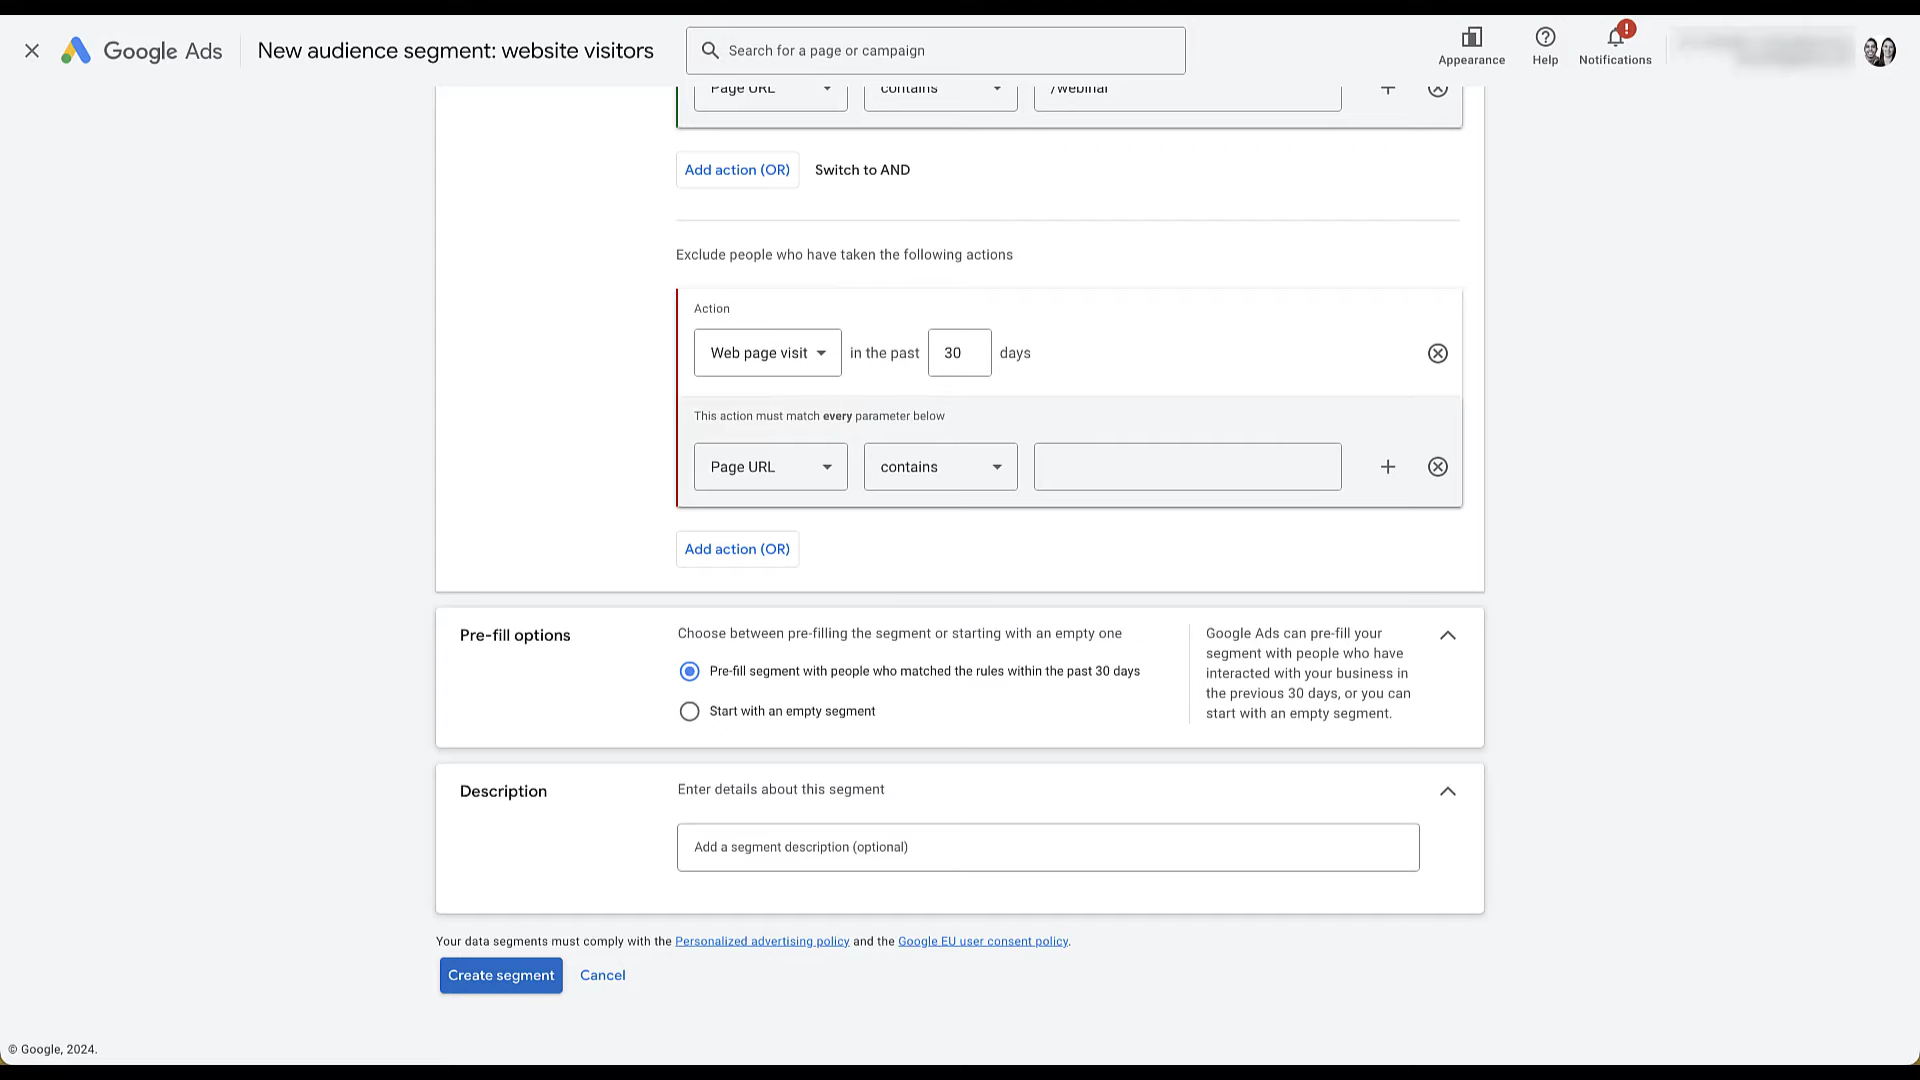 Google Ads
New audience segment: website visitors
Search for a page or campaign
Appearance
Help
Notifications
Page URL
contains
/webinar
Add action (OR)
Switch to AND
Exclude people who have taken the following actions
Action
Web page visit
in the past
30
days
This action must match every parameter below
Page URL
contains
Add action (OR)
Pre-fill options
Choose between pre-filling the segment or starting with an empty one
Pre-fill segment with people who matched the rules within the past 30 days
Start with an empty segment
Google Ads can pre-fill your
segment with people who have
interacted with your business in
the previous 30 days, or you can
start with an empty segment.
Description
Enter details about this segment
Add a segment description (optional)
Your data segments must comply with the Personalized advertising policy and the Google EU user consent policy.
Create segment
Cancel
© Google, 2024.